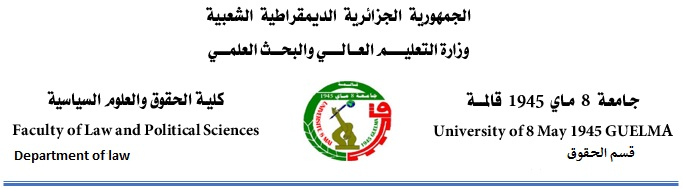 الجمهورية الجزائرية الديمقراطية الشعبية
وزارة التعليم العالي والبحث العلمي
جامعة 8 ماي 1945 قالمة
كلية الحقوق والعلوم السياسية
University of 8 May 1945 GUELMA
Faculty of Law and Political Sciences
قسم الحقوق
Department of law